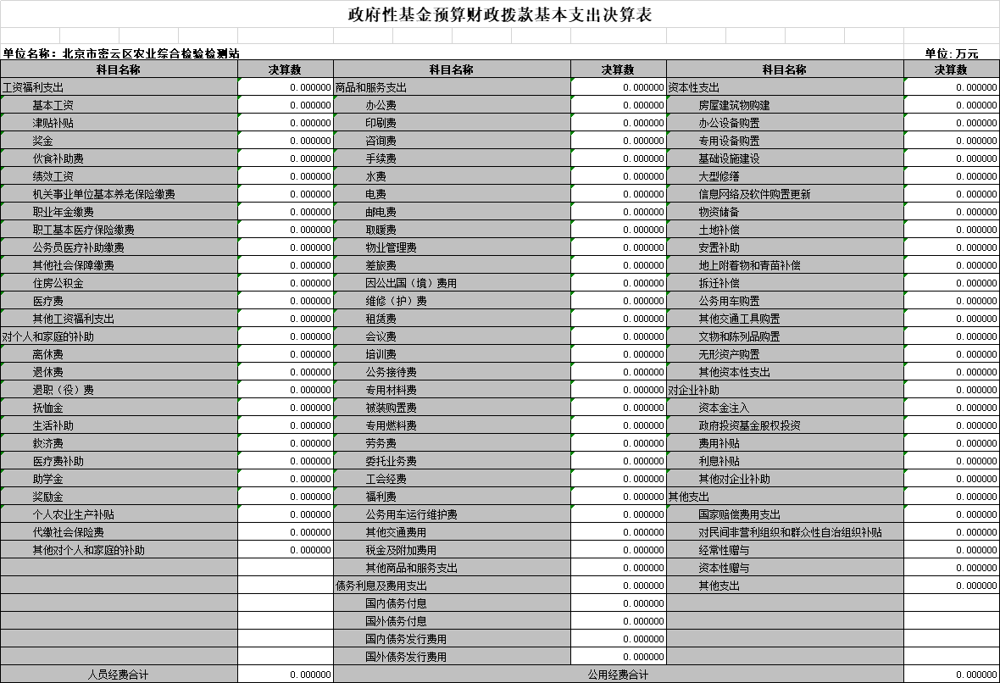 政府性基金预算财政拨款基本支出决算表
单位名称：北京市密云区农业综合检验检测站 单位:万元
科目名称 决算数 科目名称 决算数 科目名称 决算数
工资福利支出 0.000000 商品和服务支出 0.000000 资本性支出 0.000000
基本工资 0.000000 办公费 0.000000 房屋建筑物购建 0.000000
津贴补贴 0.000000 印刷费 0.000000 办公设备购置 0.000000
奖金 0.000000 咨询费 0.000000 专用设备购置 0.000000
伙食补助费 0.000000 手续费 0.000000 基础设施建设 0.000000
绩效工资 0.000000 水费 0.000000 大型修缮 0.000000
机关事业单位基本养老保险缴费 0.000000 电费 0.000000 信息网络及软件购置更新 0.000000
职业年金缴费 0.000000 邮电费 0.000000 物资储备 0.000000
职工基本医疗保险缴费 0.000000 取暖费 0.000000 土地补偿 0.000000
公务员医疗补助缴费 0.000000 物业管理费 0.000000 安置补助 0.000000
其他社会保障缴费 0.000000 差旅费 0.000000 地上附着物和青苗补偿 0.000000
住房公积金 0.000000 因公出国（境）费用 0.000000 拆迁补偿 0.000000
医疗费 0.000000 维修（护）费 0.000000 公务用车购置 0.000000
其他工资福利支出 0.000000 租赁费 0.000000 其他交通工具购置 0.000000
对个人和家庭的补助 0.000000 会议费 0.000000 文物和陈列品购置 0.000000
离休费 0.000000 培训费 0.000000 无形资产购置 0.000000
退休费 0.000000 公务接待费 0.000000 其他资本性支出 0.000000
退职（役）费 0.000000 专用材料费 0.000000 对企业补助 0.000000
抚恤金 0.000000 被装购置费 0.000000 资本金注入 0.000000
生活补助 0.000000 专用燃料费 0.000000 政府投资基金股权投资 0.000000
救济费 0.000000 劳务费 0.000000 费用补贴 0.000000
医疗费补助 0.000000 委托业务费 0.000000 利息补贴 0.000000
助学金 0.000000 工会经费 0.000000 其他对企业补助 0.000000
奖励金 0.000000 福利费 0.000000 其他支出 0.000000
个人农业生产补贴 0.000000 公务用车运行维护费 0.000000 国家赔偿费用支出 0.000000
代缴社会保险费 0.000000 其他交通费用 0.000000 对民间非营利组织和群众性自治组织补贴 0.000000
其他对个人和家庭的补助 0.000000 税金及附加费用 0.000000 经常性赠与 0.000000
其他商品和服务支出 0.000000 资本性赠与 0.000000
债务利息及费用支出 0.000000 其他支出 0.000000
国内债务付息 0.000000
国外债务付息 0.000000
国内债务发行费用 0.000000
国外债务发行费用 0.000000
人员经费合计 0.000000 公用经费合计 0.000000